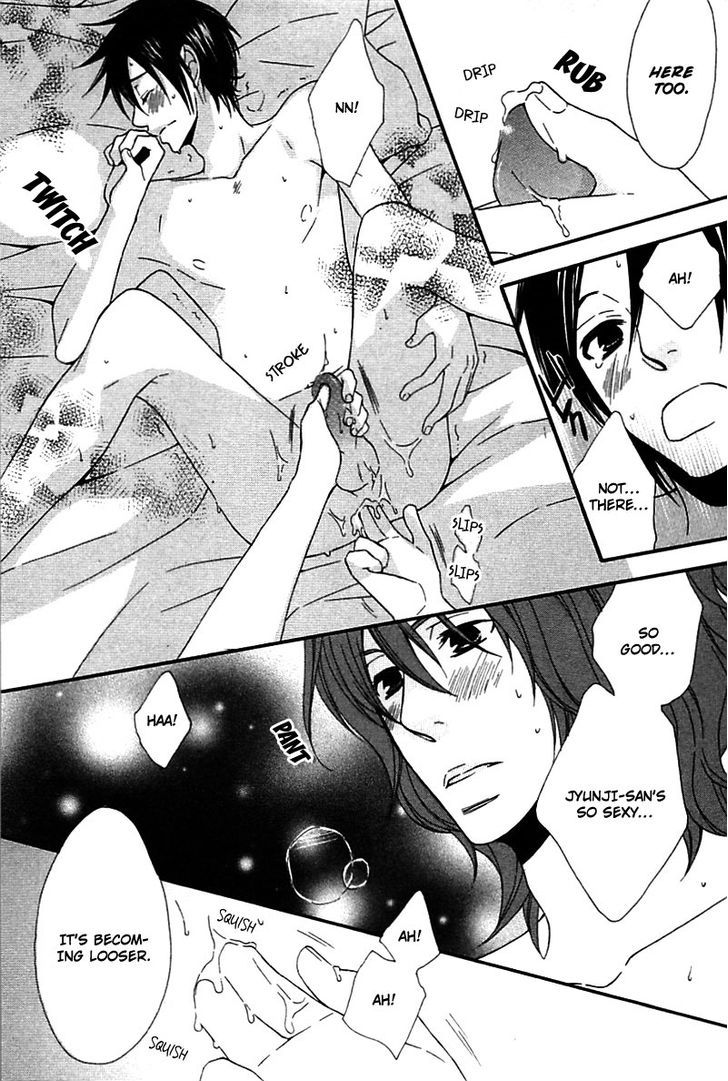 HERE
TOO.
RUB
DRIP
DRIP
NN!
TWITCH
STROKE
SLIPS
SLIPS
AH!
NOT...
THERE...
SO
GOOD...
JYUNJI-SAN'S
SO SEXY...
PANT
HAA!
AH!
AH!
SQUISH
SQUISH
IT'S BECOM-
ING LOOSER.